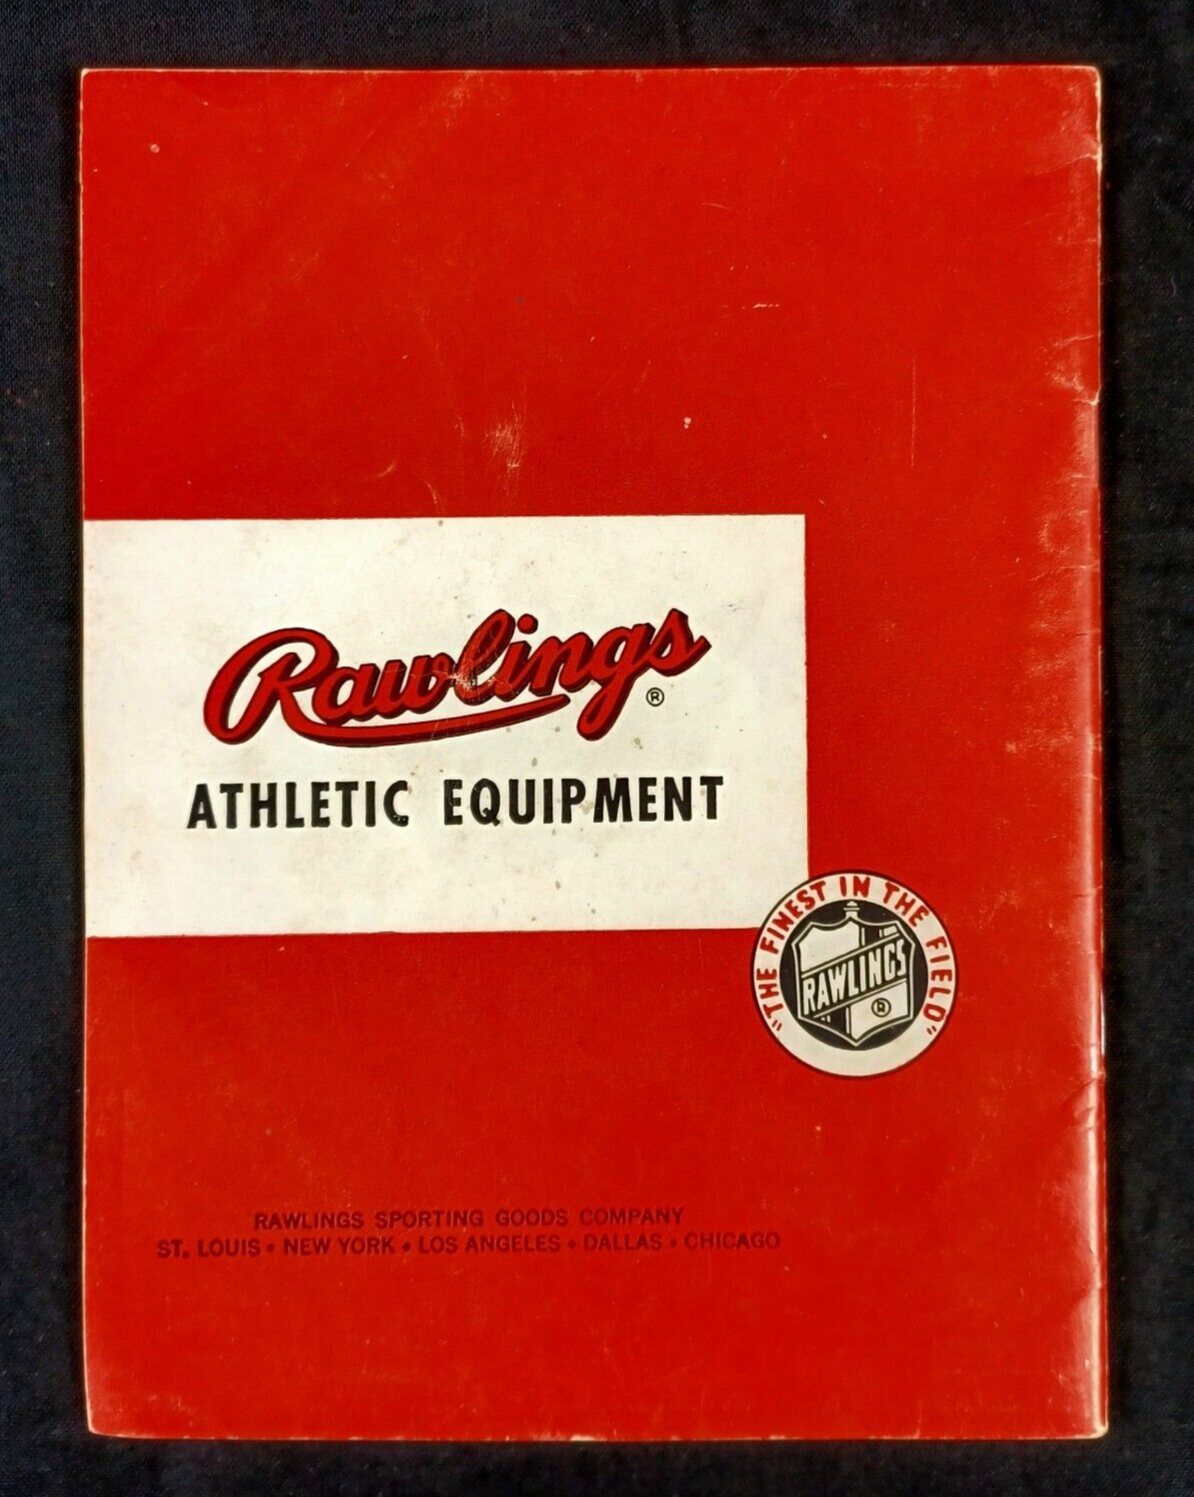 Rawlings ®
ATHLETIC EQUIPMENT
"THE FINEST IN THE FIELD"
RAWLINGS
®
RAWLINGS SPORTING GOODS COMPANY
ST. LOUIS • NEW YORK • LOS ANGELES • DALLAS • CHICAGO